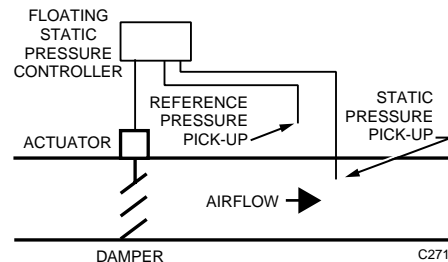 FLOATING
STATIC
PRESSURE
CONTROLLER
REFERENCE
PRESSURE
PICK-UP
STATIC
PRESSURE
PICK-UP
ACTUATOR
AIRFLOW
DAMPER
C271